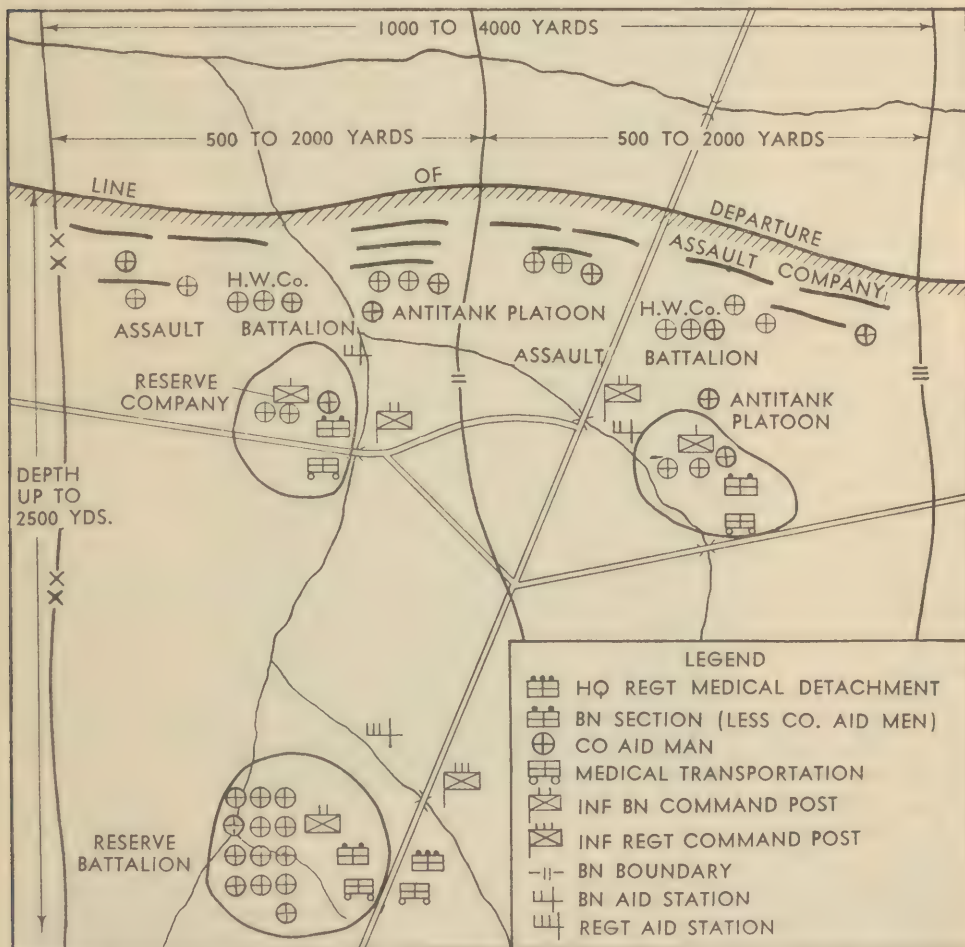 1000 TO 4000 YARDS
500 TO 2000 YARDS
500 TO 2000 YARDS
LINE OF DEPARTURE
ASSAULT COMPANY
H.W.Co.
H.W.Co.
ANTITANK PLATOON
ASSAULT BATTALION
ASSAULT BATTALION
RESERVE
COMPANY
ANTITANK
PLATOON
DEPTH
UP TO
2500 YDS.
RESERVE
BATTALION
LEGEND
HQ REGT MEDICAL DETACHMENT
BN SECTION (LESS CO. AID MEN)
CO AID MAN
MEDICAL TRANSPORTATION
INF BN COMMAND POST
INF REGT COMMAND POST
BN BOUNDARY
BN AID STATION
REGT AID STATION